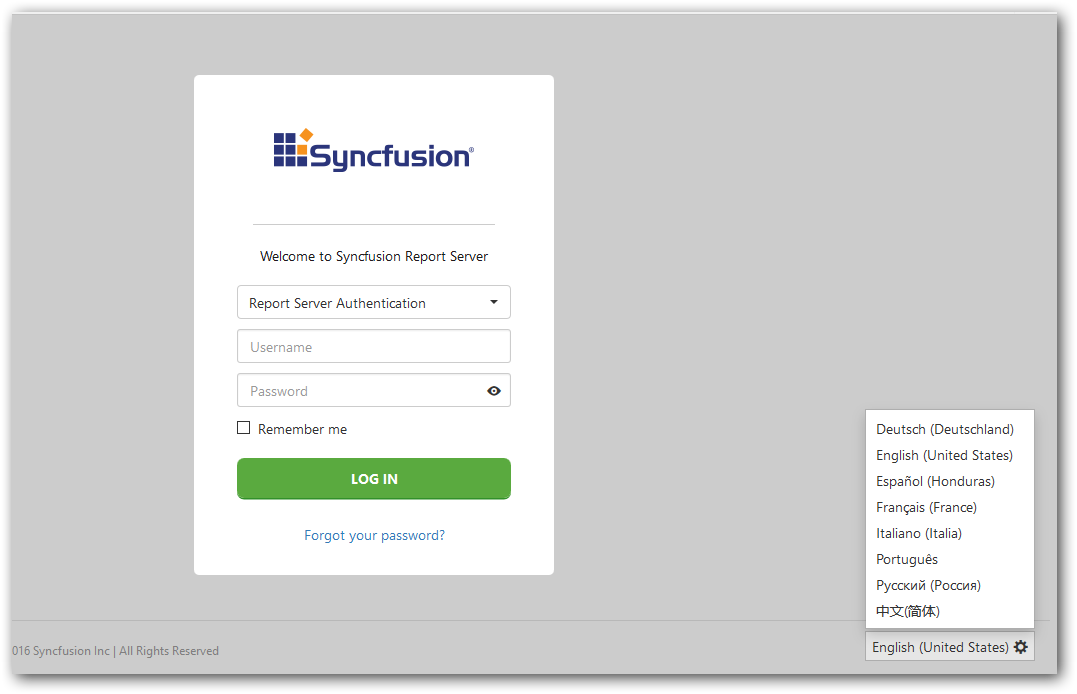 Syncfusion®
Welcome to Syncfusion Report Server
Report Server Authentication
Username
Password
Remember me
LOG IN
Forgot your password?
Deutsch (Deutschland)
English (United States)
Español (Honduras)
Français (France)
Italiano (Italia)
Português
Русский (Россия)
中文(简体)
016 Syncfusion Inc | All Rights Reserved
English (United States)